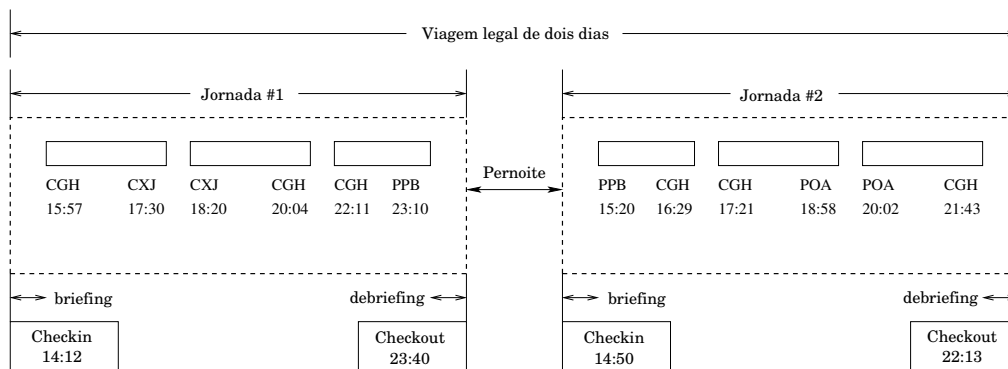 Viagem legal de dois dias
Jornada #1 Jornada #2
CGH CXJ CXJ CGH CGH PPB Pernoite PPB CGH CGH POA POA CGH
15:57 17:30 18:20 20:04 22:11 23:10 15:20 16:29 17:21 18:58 20:02 21:43
briefing debriefing briefing debriefing
Checkin Checkout Checkin Checkout
14:12 23:40 14:50 22:13